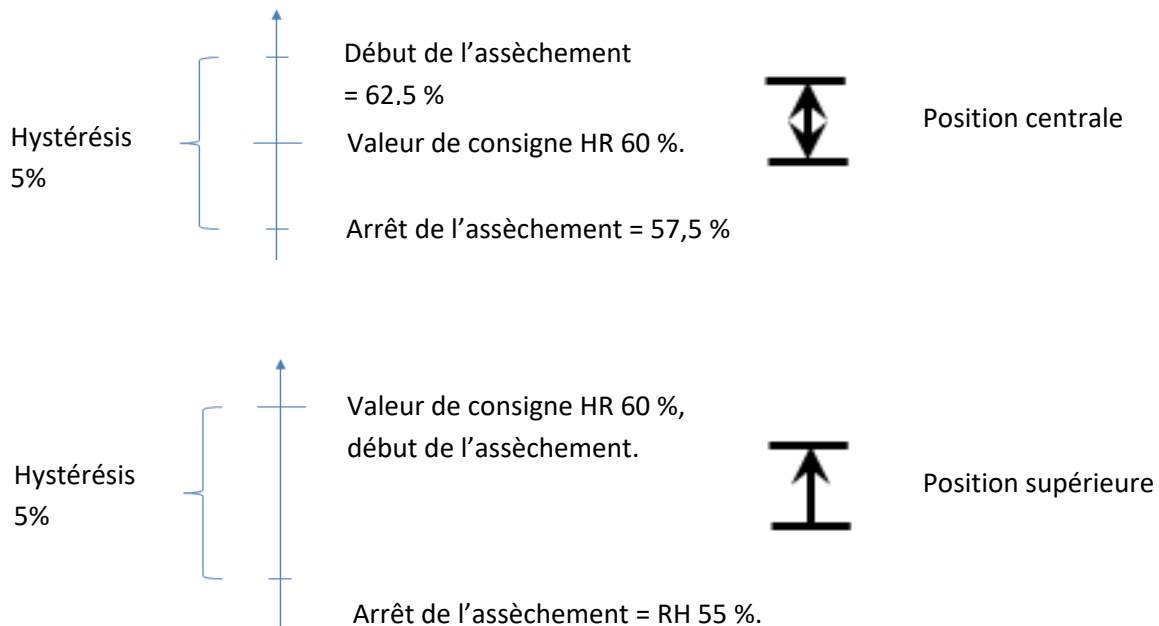 Début de l’assèchement
= 62,5 %
Hystérésis
5%
Valeur de consigne HR 60 %.
Position centrale
Arrêt de l’assèchement = 57,5 %
Valeur de consigne HR 60 %,
début de l’assèchement.
Hystérésis
5%
Position supérieure
Arrêt de l’assèchement = RH 55 %.